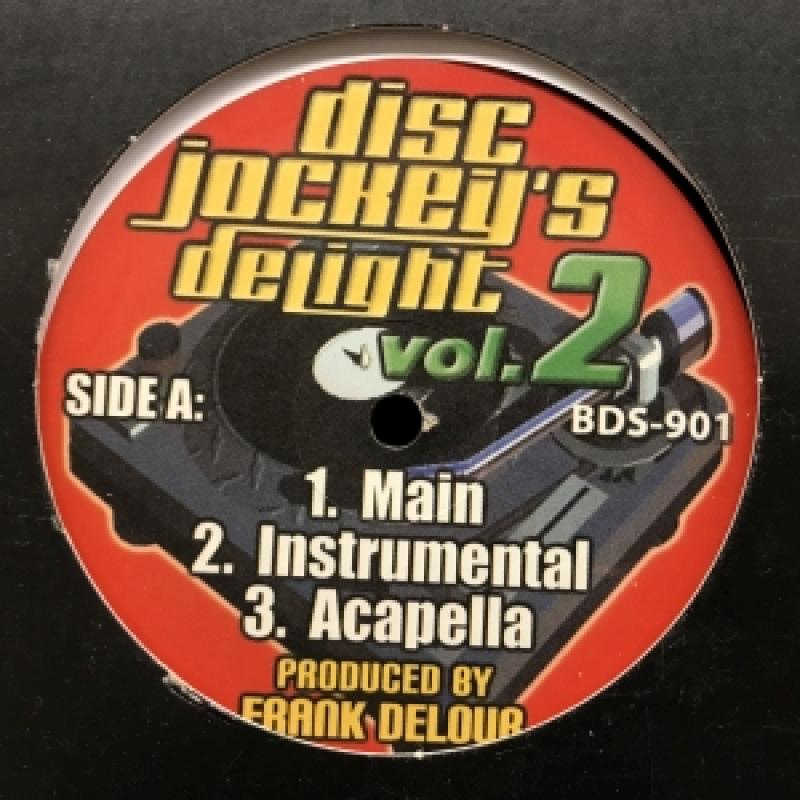 disc
jockey's
delight
vol. 2
SIDE A:
BDS-901
1. Main
2. Instrumental
3. Acapella
PRODUCED BY
FRANK DELOUR